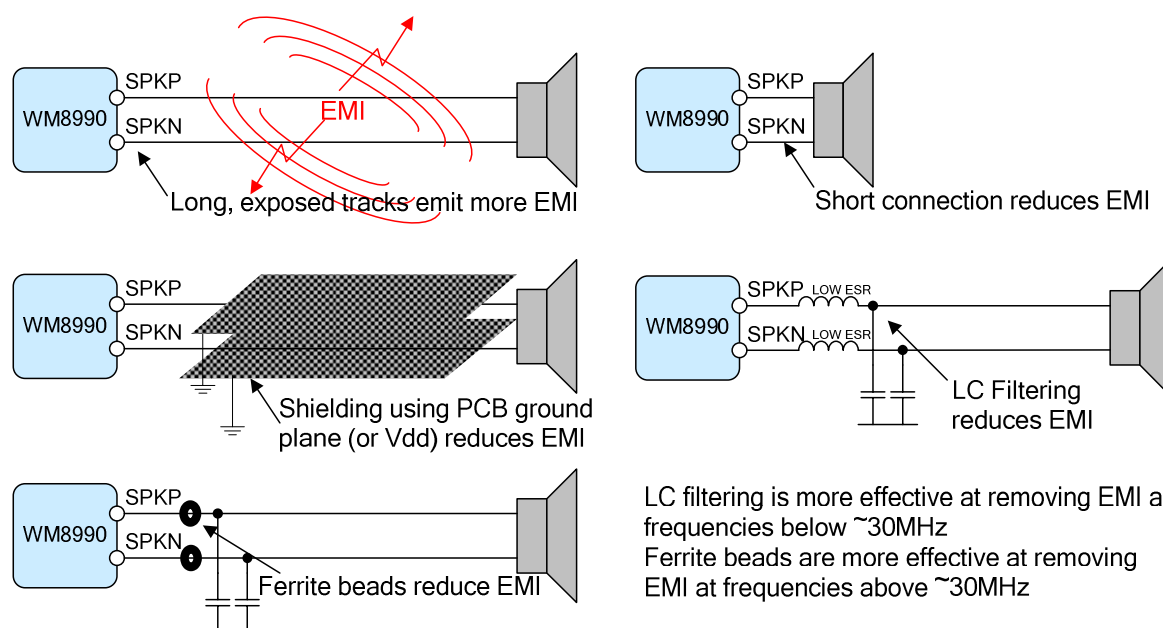 SPKP
WM8990
EMI
SPKN
Long, exposed tracks emit more EMI
SPKP
WM8990
SPKN
Short connection reduces EMI
SPKP
WM8990
SPKN
Shielding using PCB ground
plane (or Vdd) reduces EMI
SPKP
LOW ESR
WM8990
SPKN
LOW ESR
LC Filtering
reduces EMI
SPKP
WM8990
SPKN
Ferrite beads reduce EMI
LC filtering is more effective at removing EMI a
frequencies below ~30MHz
Ferrite beads are more effective at removing
EMI at frequencies above ~30MHz